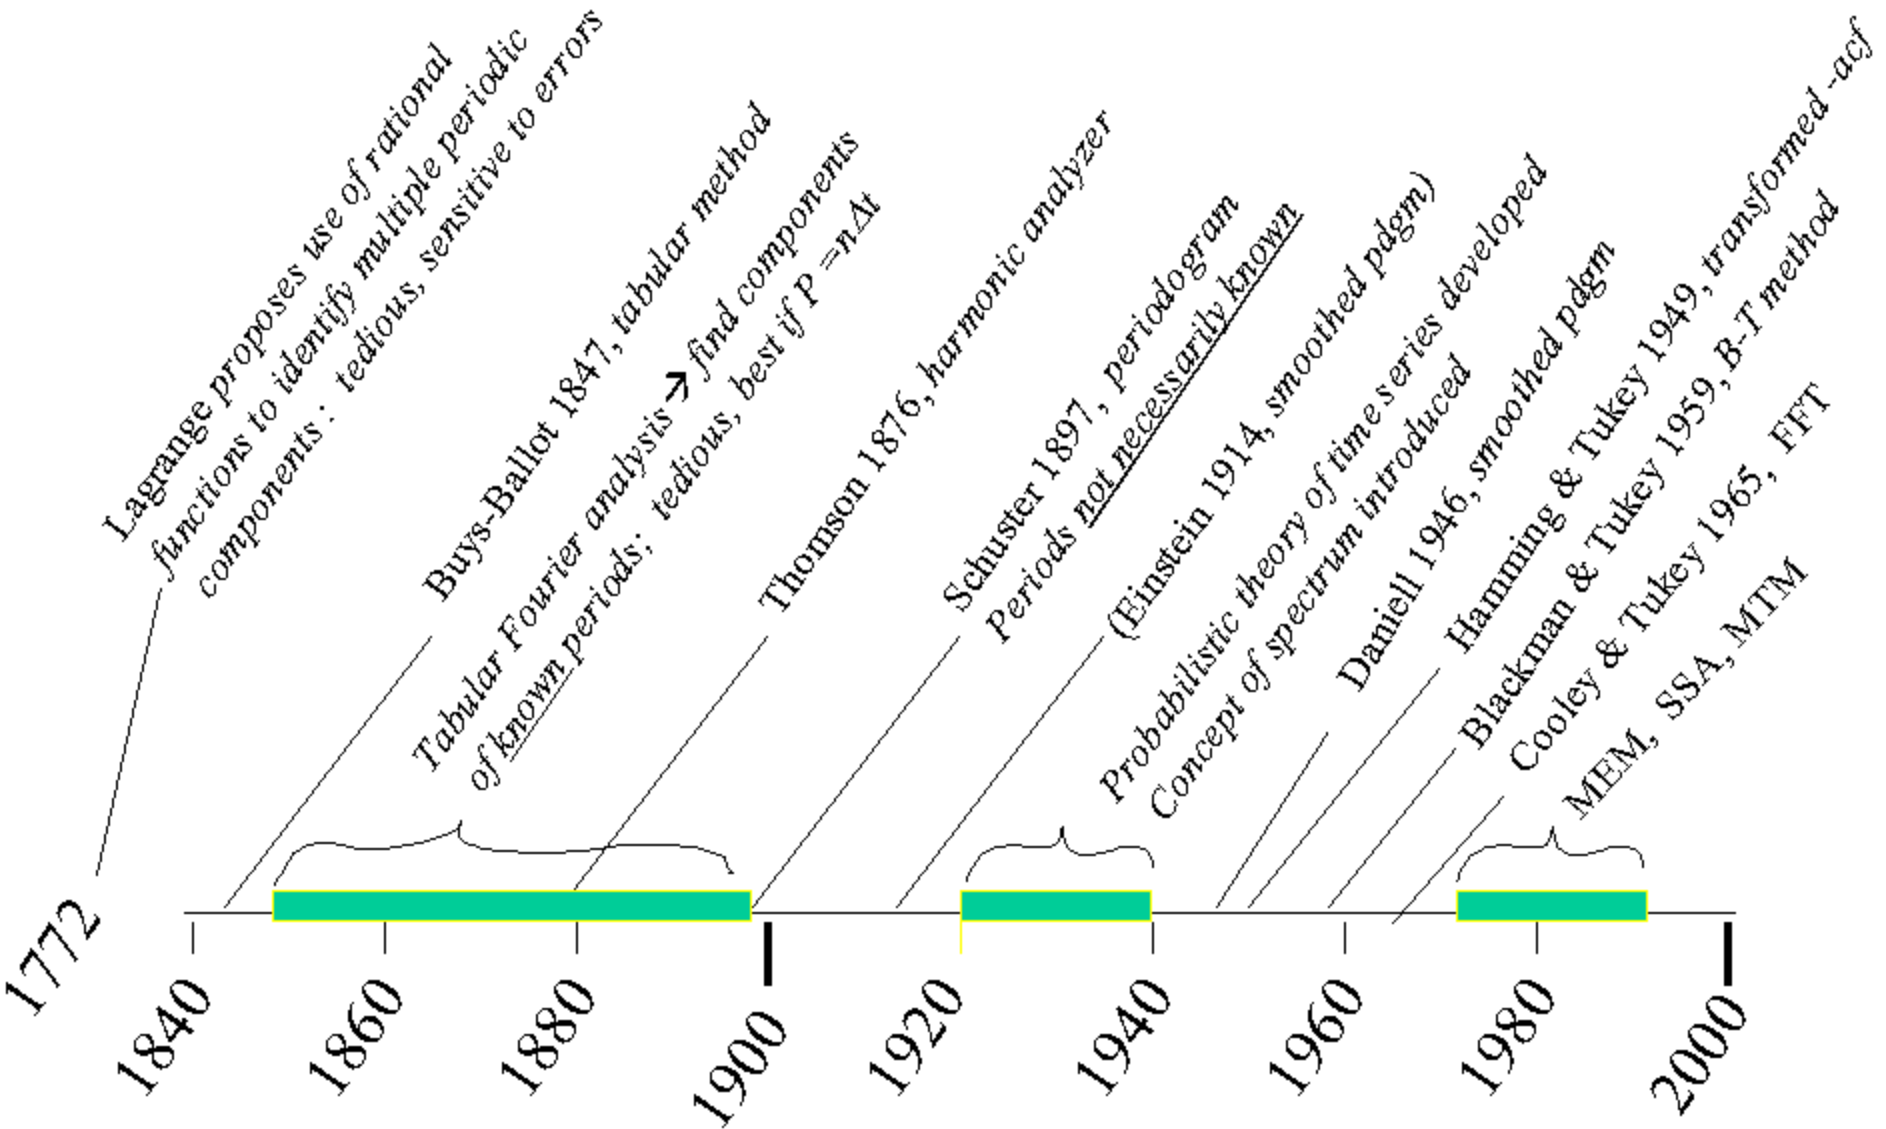 Lagrange proposes use of rational
functions to identify multiple periodic
components : tedious, sensitive to errors
Buys-Ballot 1847, tabular method
Tabular Fourier analysis → find components
of known periods; tedious, best if P =nΔt
Thomson 1876, harmonic analyzer
Schuster 1897, periodogram
Periods not necessarily known
(Einstein 1914, smoothed pdgm)
Probabilistic theory of time series developed
Concept of spectrum introduced
Daniell 1946, smoothed pdgm
Hamming & Tukey 1949, transformed -acf
Blackman & Tukey 1959, B-T method
Cooley & Tukey 1965, FFT
MEM, SSA, MTM
1772
1840
1860
1880
1900
1920
1940
1960
1980
2000